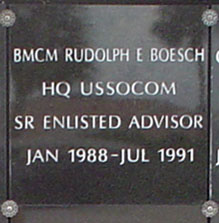 BMCM RUDOLPH E BOESCH
HQ USSOCOM
SR ENLISTED ADVISOR
JAN 1988-JUL 1991